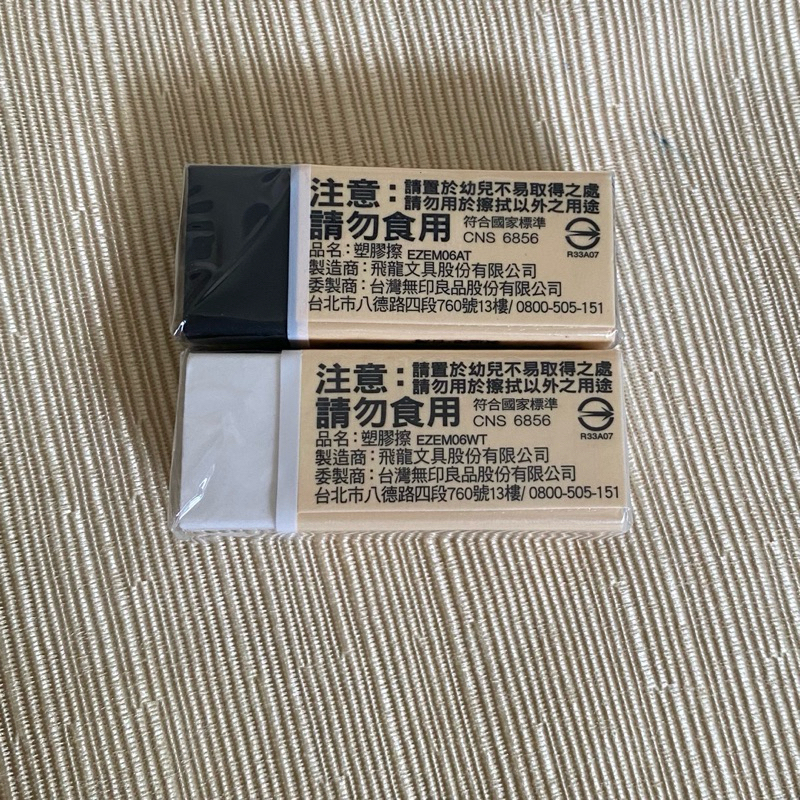 注意：請置於幼兒不易取得之處
請勿用於擦拭以外之用途
請勿食用 符合國家標準
CNS 6856
R33A07
品名：塑膠擦 EZEM06AT
製造商：飛龍文具股份有限公司
委製商：台灣無印良品股份有限公司
台北市八德路四段760號13樓/ 0800-505-151
注意：請置於幼兒不易取得之處
請勿用於擦拭以外之用途
請勿食用 符合國家標準
CNS 6856
R33A07
品名：塑膠擦 EZEM06WT
製造商：飛龍文具股份有限公司
委製商：台灣無印良品股份有限公司
台北市八德路四段760號13樓/ 0800-505-151